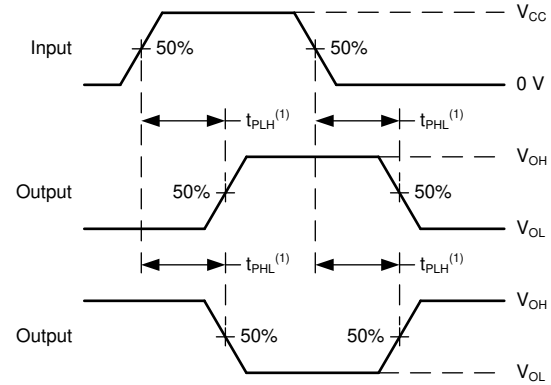 V_CC
Input 50% 50%
0 V
t_PLH^(1) t_PHL^(1)
V_OH
Output 50% 50%
V_OL
t_PHL^(1) t_PLH^(1)
V_OH
Output 50% 50%
V_OL